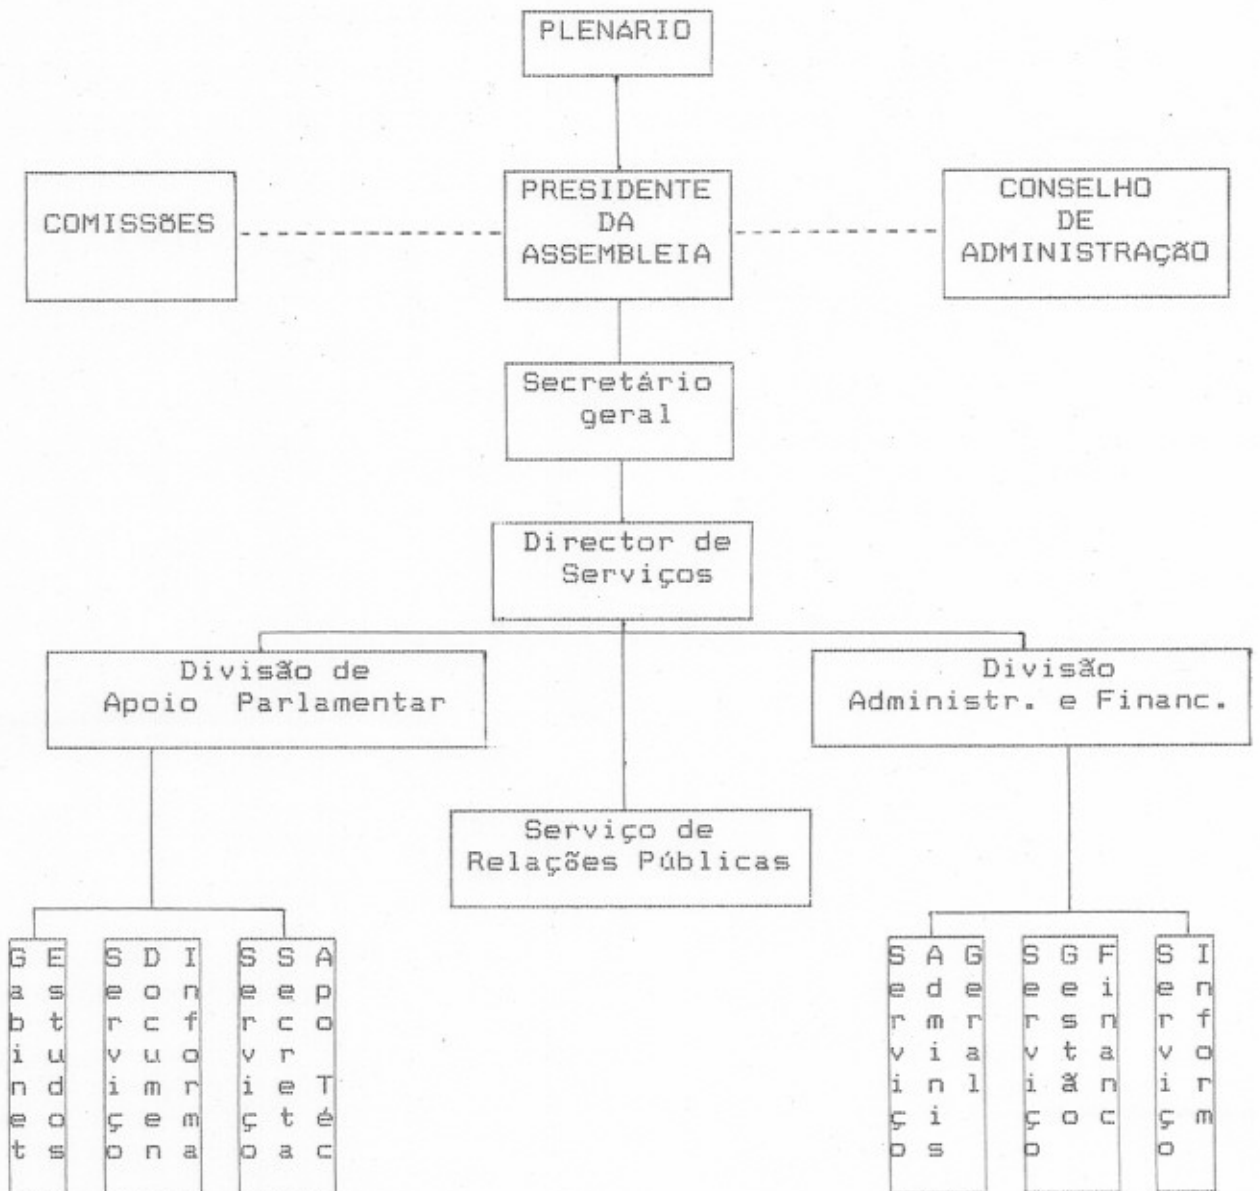 PLENÁRIO
COMISSÕES
PRESIDENTE
DA
ASSEMBLEIA
CONSELHO
DE
ADMINISTRAÇÃO
Secretário
geral
Director de
Serviços
Divisão de
Apoio Parlamentar
Divisão
Administr. e Financ.
Serviço de
Relações Públicas
Gabinet
Estudos
Serviço
Documen
Informa
Serviço
Secreta
Apo Téc
Serviço
Adminis
Geral
Serviço
Gestão
Financ
Serviço
Inform